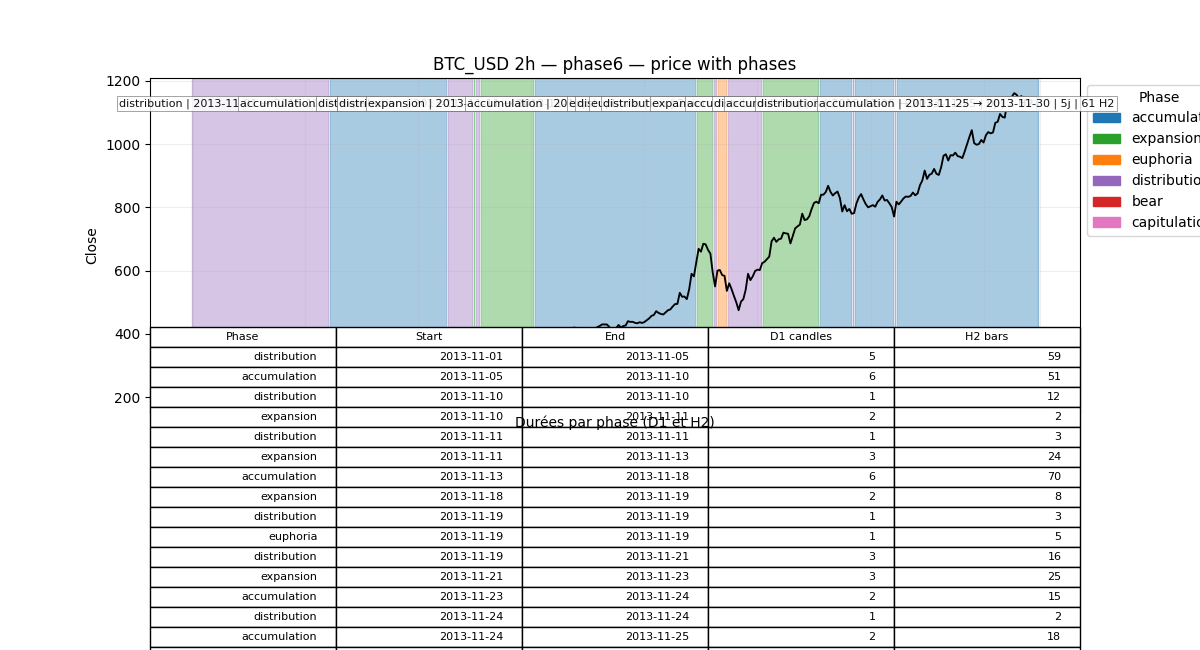 BTC_USD 2h — phase6 — price with phases
1200
1000
800
600
400
200
Close
distribution | 2013-11 accumulation expansion | 2013- accumulation | 20 distribut expan accu accur distribution accumulation | 2013-11-25 → 2013-11-30 | 5j | 61 H2
Phase
accumulat
expansion
euphoria
distributio
bear
capitulatio
Phase Start End D1 candles H2 bars
distribution 2013-11-01 2013-11-05 5 59
accumulation 2013-11-05 2013-11-10 6 51
distribution 2013-11-10 2013-11-10 1 12
expansion 2013-11-10 2013-11-11 2 2
Durées par phase (D1 et H2)
distribution 2013-11-11 2013-11-11 1 3
expansion 2013-11-11 2013-11-13 3 24
accumulation 2013-11-13 2013-11-18 6 70
expansion 2013-11-18 2013-11-19 2 8
distribution 2013-11-19 2013-11-19 1 3
euphoria 2013-11-19 2013-11-19 1 5
distribution 2013-11-19 2013-11-21 3 16
expansion 2013-11-21 2013-11-23 3 25
accumulation 2013-11-23 2013-11-24 2 15
distribution 2013-11-24 2013-11-24 1 2
accumulation 2013-11-24 2013-11-25 2 18